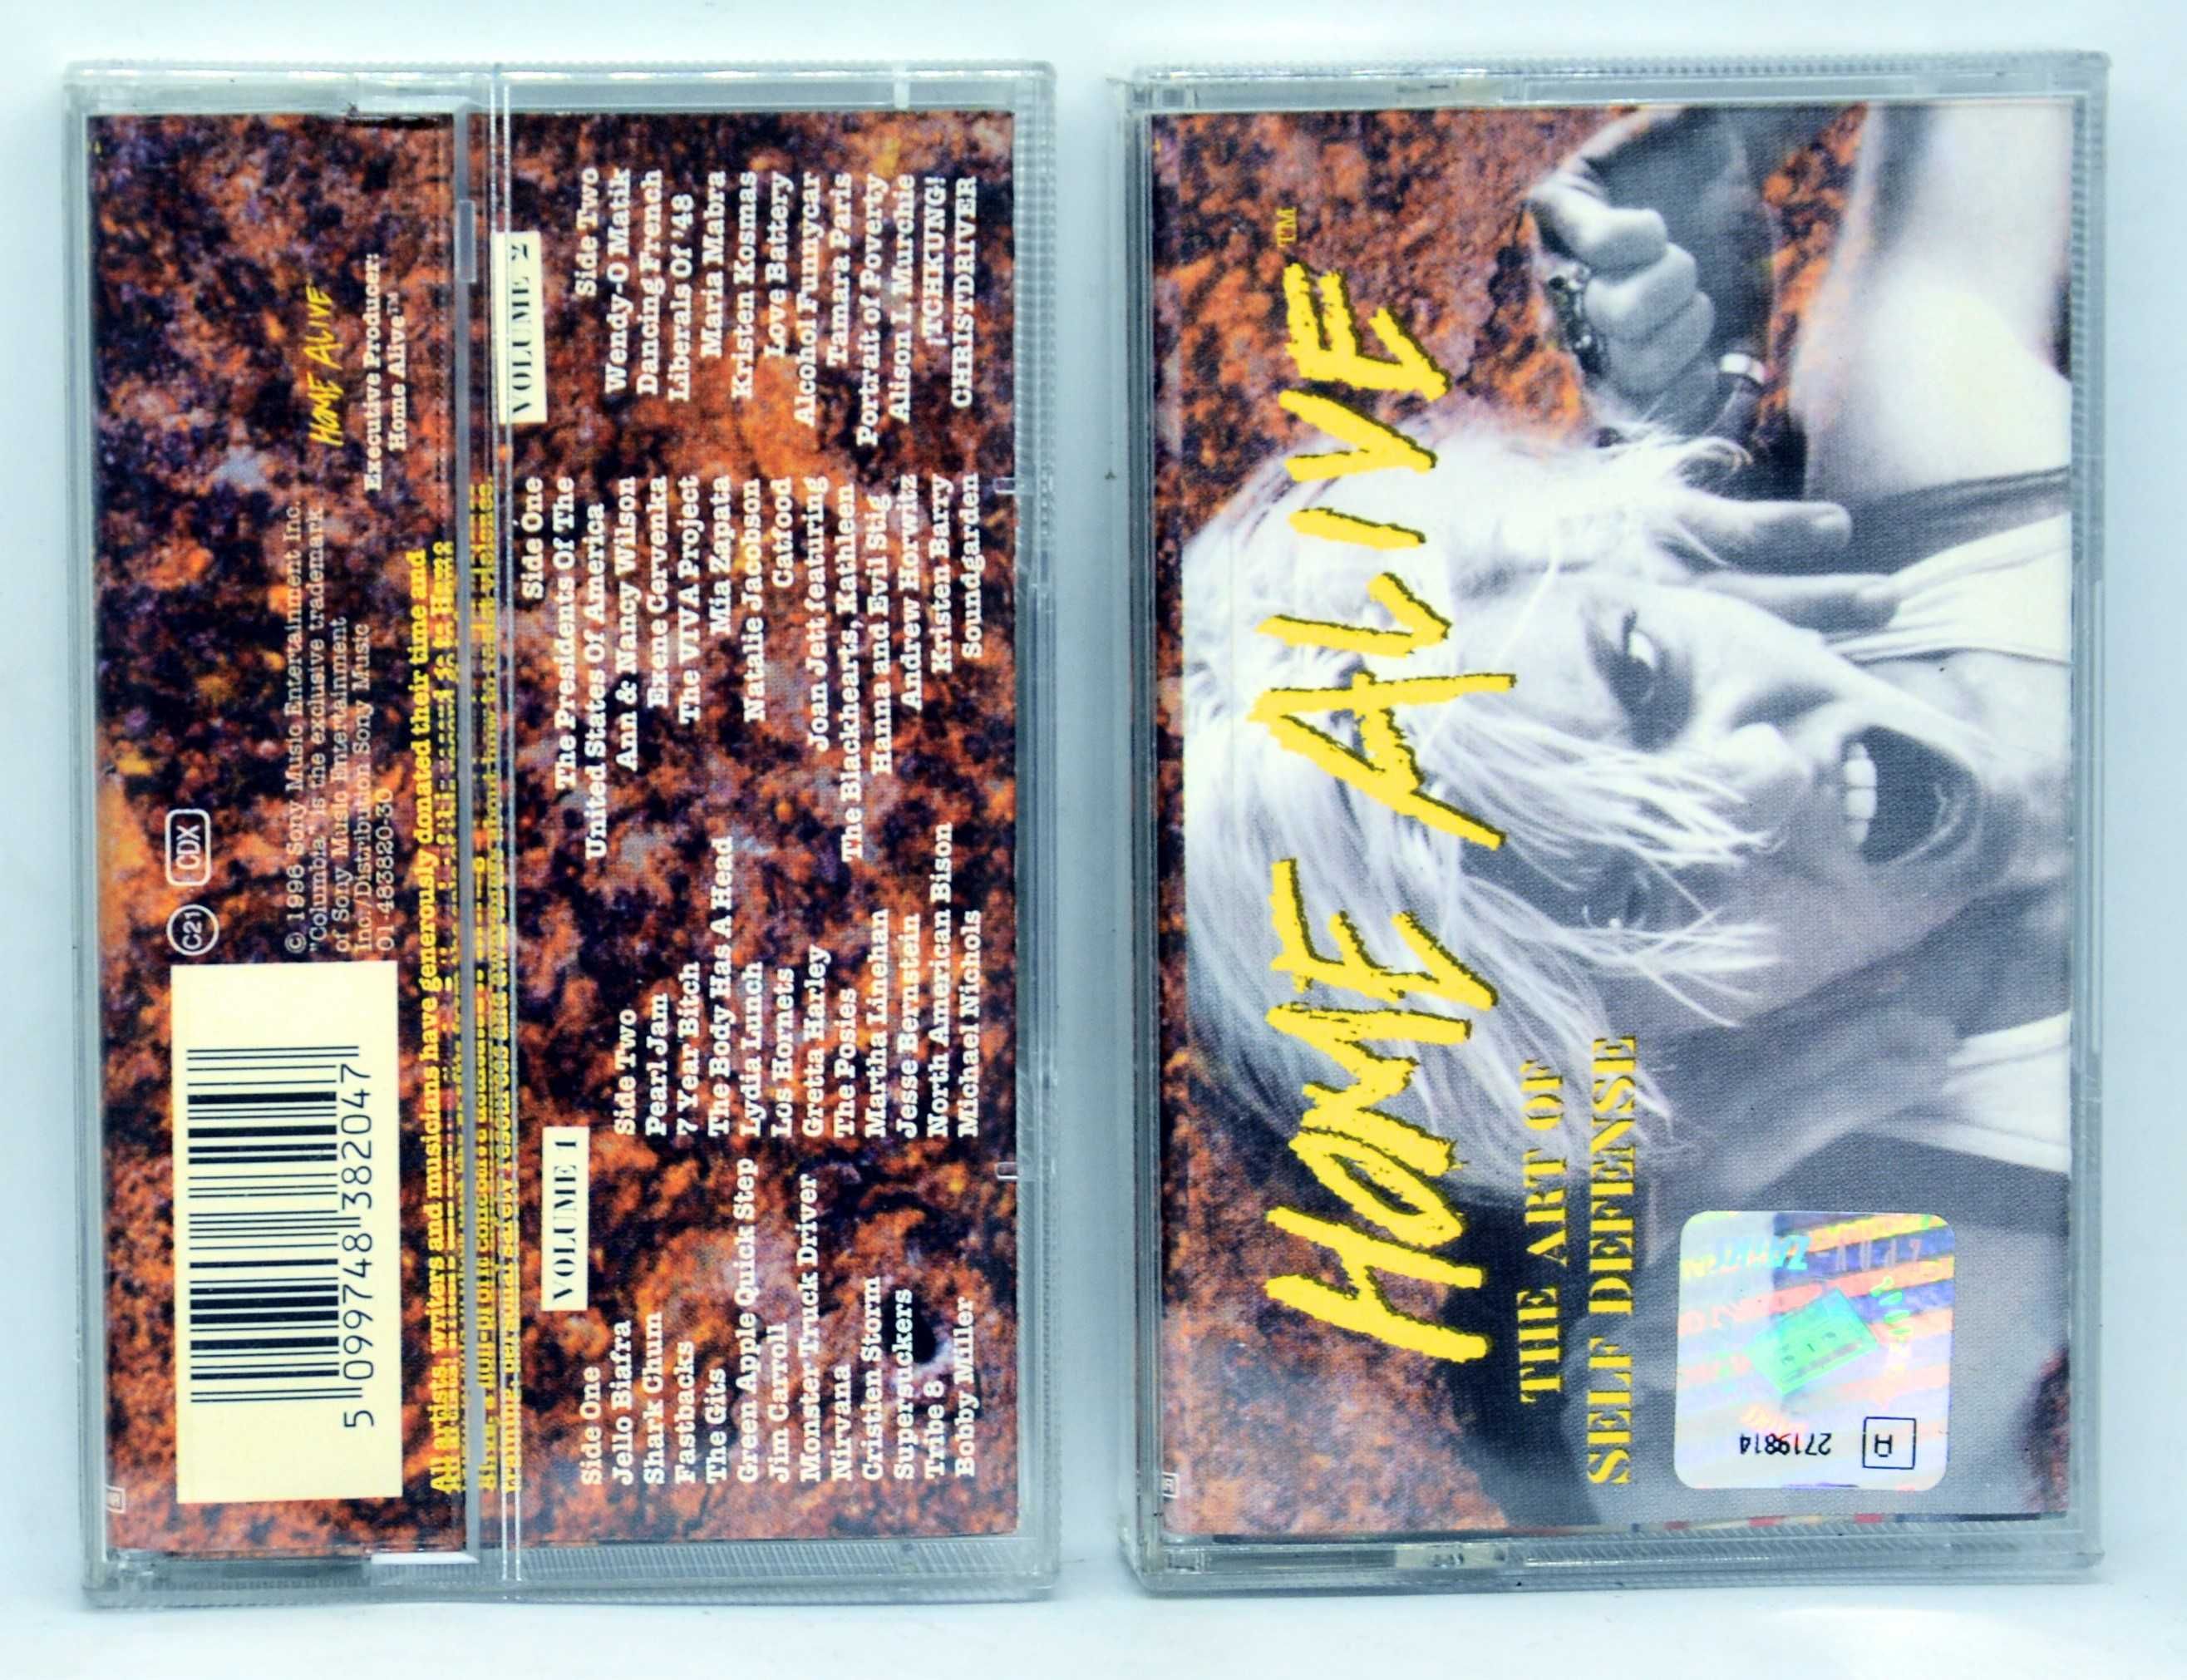 HOME ALIVE™
THE ART OF
SELF DEFENSE
A
2719814
5 099748 382047
C21
CDX
© 1996 Sony Music Entertainment Inc.
"Columbia" is the exclusive trademark
of Sony Music Entertainment
Inc./Distribution Sony Music
01-483820-30
HOME ALIVE
Executive Producer:
Home Alive™
All artists, writers and musicians have generously donated their time and
VOLUME 1
Side One
Jello Biafra
Shark Chum
Fastbacks
The Gits
Green Apple Quick Step
Jim Carroll
Monster Truck Driver
Nirvana
Cristien Storm
Supersuckers
Tribe 8
Bobby Miller
Side Two
Pearl Jam
7 Year Bitch
The Body Has A Head
Lydia Lunch
Los Hornets
Gretta Harley
The Posies
Martha Linehan
Jesse Bernstein
North American Bison
Michael Nichols
VOLUME 2
Side One
The Presidents Of The
United States Of America
Ann & Nancy Wilson
Exene Cervenka
The VIVA Project
Mia Zapata
Natalie Jacobson
Catfood
Joan Jett featuring
The Blackhearts, Kathleen
Hanna and Evil Stig
Andrew Horwitz
Kristen Barry
Soundgarden
Side Two
Wendy-O Matik
Dancing French
Liberals Of '48
Maria Mabra
Kristen Kosmas
Love Battery
Alcohol Funnycar
Tamara Paris
Portrait of Poverty
Alison I. Murchie
¡TCHKUNG!
CHRISTDRIVER